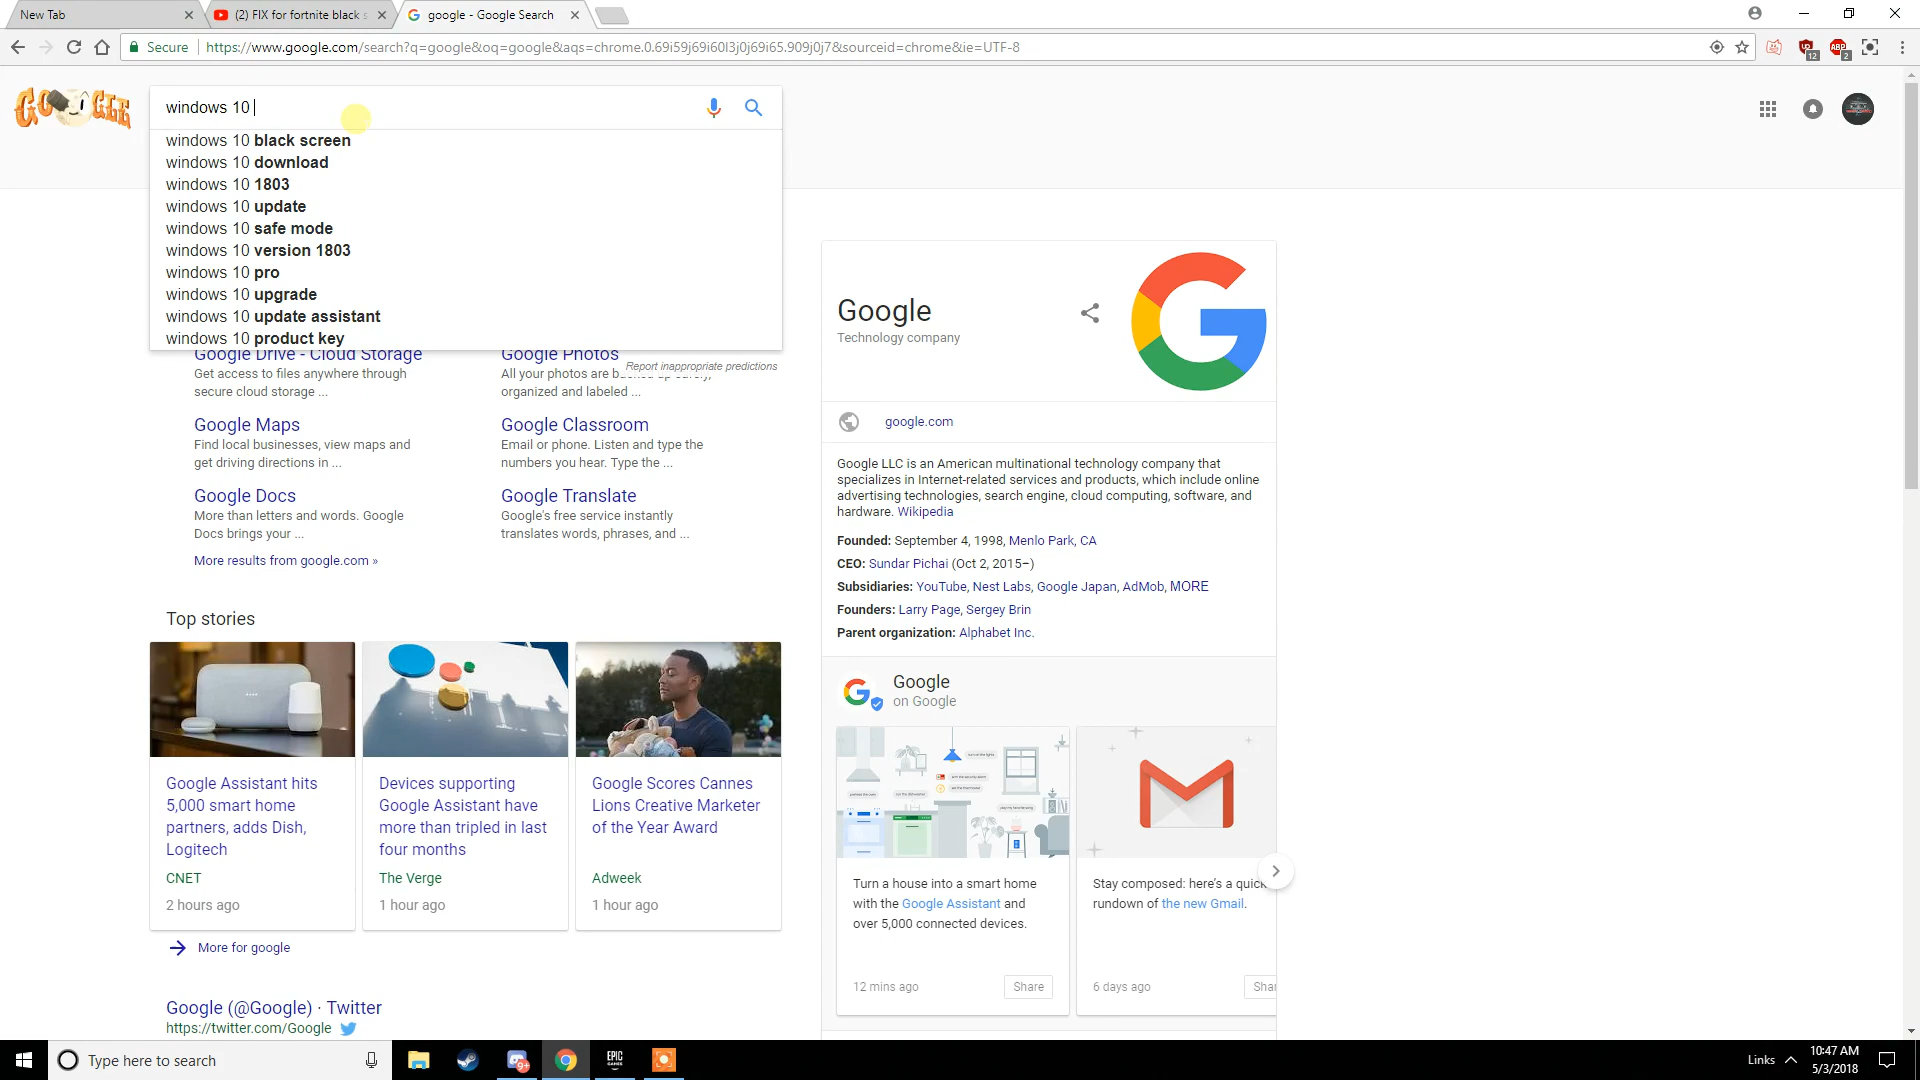 New Tab
(2) FIX for fortnite black s
google - Google Search
Secure
https://www.google.com/search?q=google&oq=google&aqs=chrome.0.69i59j69i60l3j0j69i65.909j0j7&sourceid=chrome&ie=UTF-8
12
ABP
2
GOOGLE
windows 10
windows 10 black screen
windows 10 download
windows 10 1803
windows 10 update
windows 10 safe mode
windows 10 version 1803
windows 10 pro
windows 10 upgrade
windows 10 update assistant
windows 10 product key
Report inappropriate predictions
Google Drive - Cloud Storage
Get access to files anywhere through
secure cloud storage ...
Google Photos
All your photos are backed up safely,
organized and labeled ...
Google Maps
Find local businesses, view maps and
get driving directions in ...
Google Classroom
Email or phone. Listen and type the
numbers you hear. Type the ...
Google Docs
More than letters and words. Google
Docs brings your ...
Google Translate
Google's free service instantly
translates words, phrases, and ...
More results from google.com »
Top stories
Google Assistant hits
5,000 smart home
partners, adds Dish,
Logitech
CNET
2 hours ago
Devices supporting
Google Assistant have
more than tripled in last
four months
The Verge
1 hour ago
Google Scores Cannes
Lions Creative Marketer
of the Year Award
Adweek
1 hour ago
More for google
Google (@Google) · Twitter
https://twitter.com/Google
Google
Technology company
google.com
Google LLC is an American multinational technology company that
specializes in Internet-related services and products, which include online
advertising technologies, search engine, cloud computing, software, and
hardware. Wikipedia
Founded: September 4, 1998, Menlo Park, CA
CEO: Sundar Pichai (Oct 2, 2015–)
Subsidiaries: YouTube, Nest Labs, Google Japan, AdMob, MORE
Founders: Larry Page, Sergey Brin
Parent organization: Alphabet Inc.
Google
on Google
Turn a house into a smart home
with the Google Assistant and
over 5,000 connected devices.
12 mins ago
Share
Stay composed: here's a quick
rundown of the new Gmail.
6 days ago
Shar
Type here to search
9+
EPIC
GAMES
Links
10:47 AM
5/3/2018